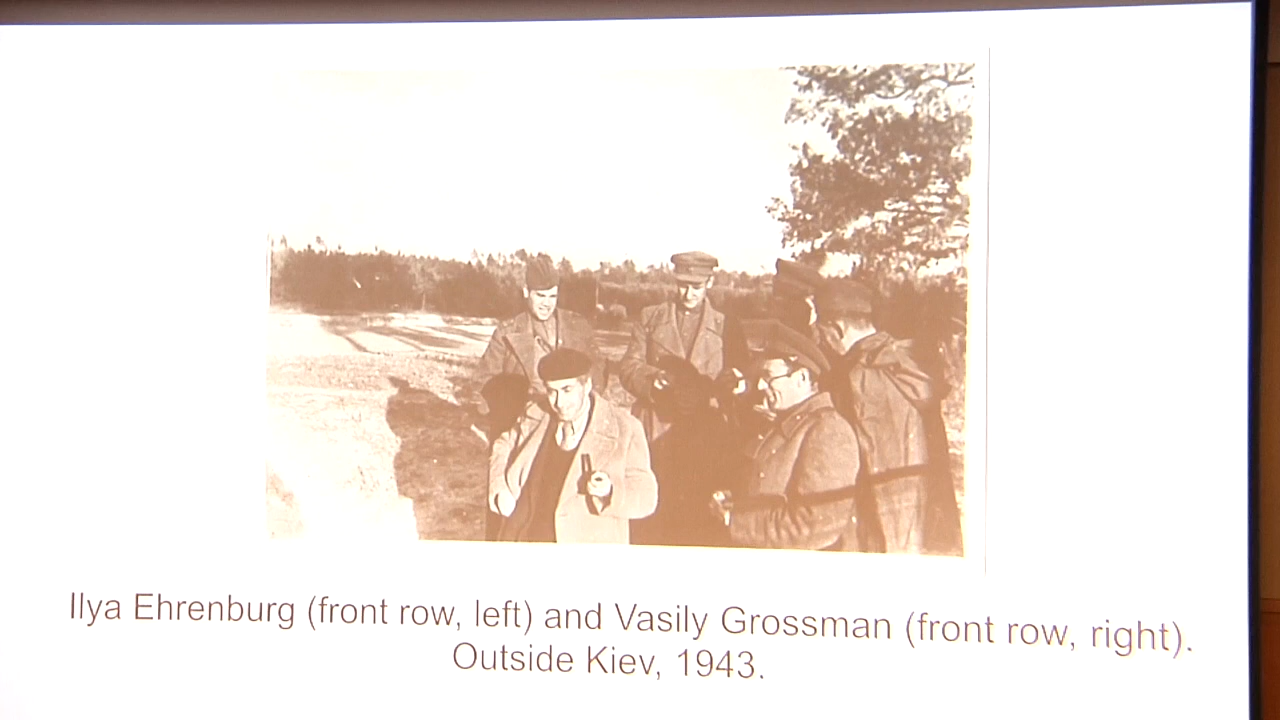 Ilya Ehrenburg (front row, left) and Vasily Grossman (front row, right).
Outside Kiev, 1943.